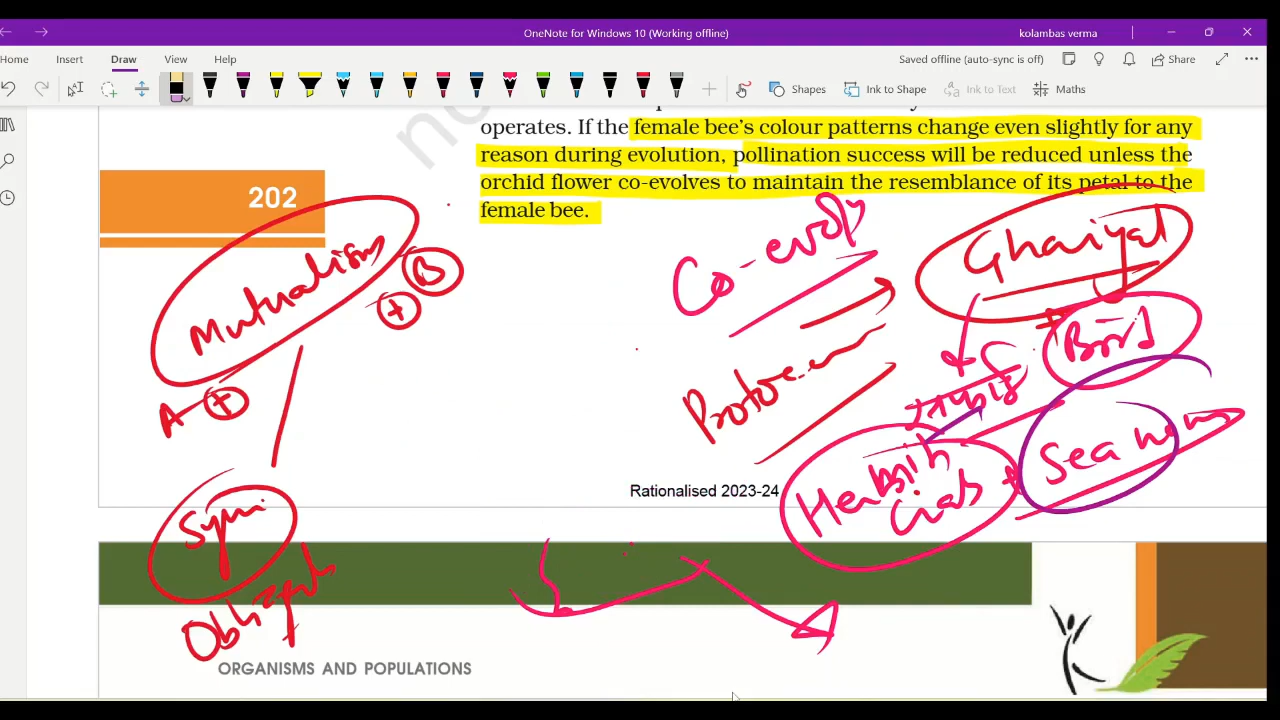 OneNote for Windows 10 (Working offline)
kolambas verma
Home Insert Draw View Help
Saved offline (auto-sync is off)
Share
Shapes
Ink to Shape
Ink to Text
Maths
operates. If the female bee's colour patterns change even slightly for any
reason during evolution, pollination success will be reduced unless the
orchid flower co-evolves to maintain the resemblance of its petal to the
female bee.
202
Mutualism
B
+
A +
Co-evolv
Ghariyal
+ Bird
Proto
Sea
Crabs +
Rationalised 2023-24
Sym
ORGANISMS AND POPULATIONS